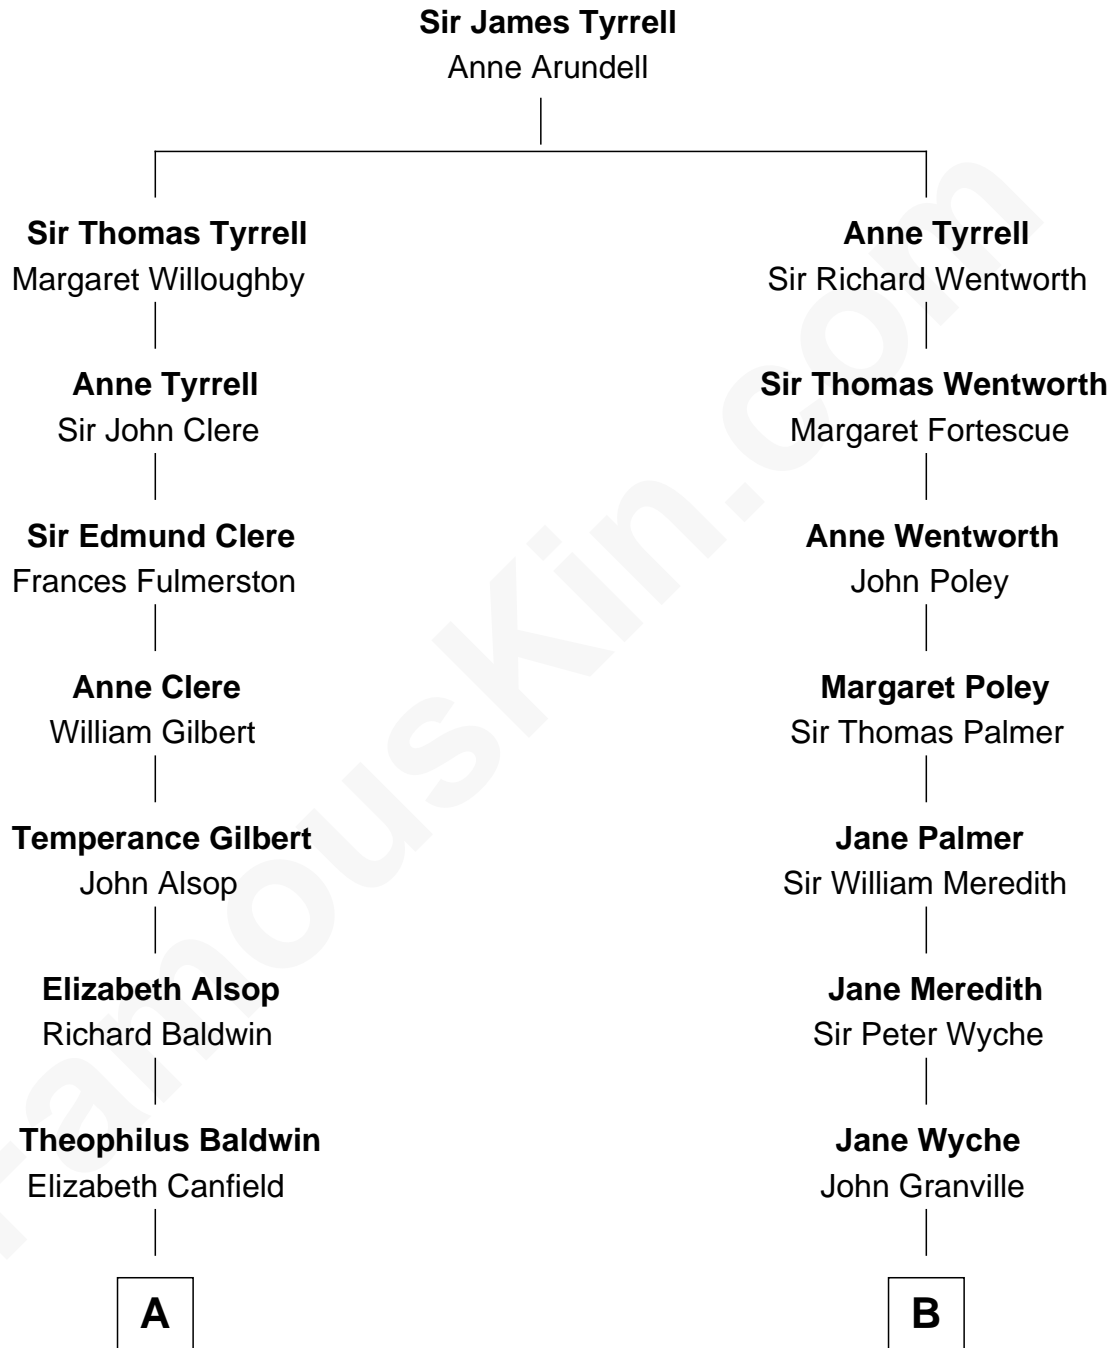 Sir James Tyrrell
Anne Arundell
Sir Thomas Tyrrell
Margaret Willoughby
Anne Tyrrell
Sir Richard Wentworth
Anne Tyrrell
Sir John Clere
Sir Thomas Wentworth
Margaret Fortescue
Sir Edmund Clere
Frances Fulmerston
Anne Wentworth
John Poley
Anne Clere
William Gilbert
Margaret Poley
Sir Thomas Palmer
Temperance Gilbert
John Alsop
Jane Palmer
Sir William Meredith
Elizabeth Alsop
Richard Baldwin
Jane Meredith
Sir Peter Wyche
Theophilus Baldwin
Elizabeth Canfield
Jane Wyche
John Granville
A
B
FamousKin.com